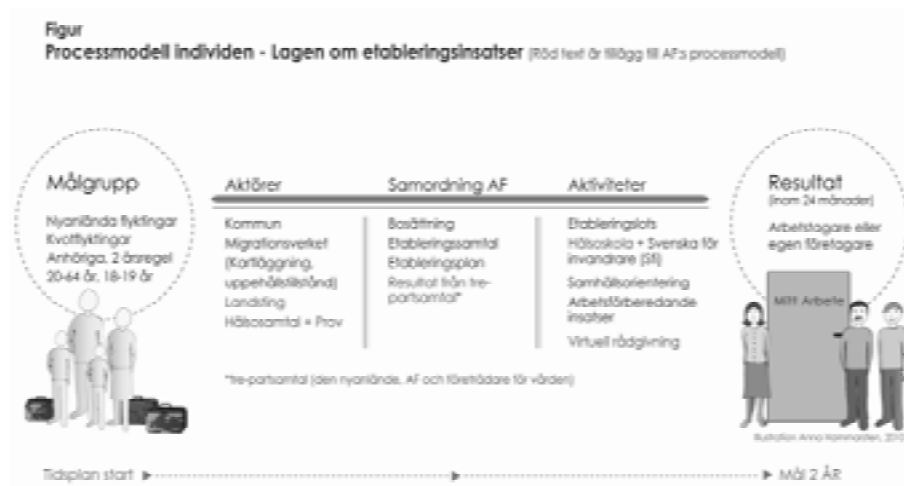 Figur
Processmodell individen - Lagen om etableringsinsatser (Röd text är tillägg till AF:s processmodell)
Målgrupp
Nyanlända flyktingar
Kvotflyktingar
Anhöriga, 2 årsregel
20-64 år, 18-19 år
Aktörer
Kommun
Migrationsverket
(Kartläggning,
uppehållstillstånd)
Landsting
Hälsosamtal + Prov
Samordning AF
Bosättning
Etableringssamtal
Etableringsplan
Resultat från tre-
partsamtal*
Aktiviteter
Etableringslots
Hälsoskola + Svenska för
invandrare (Sfi)
Samhällsorientering
Arbetsförberedande
insatser
Virtuell rådgivning
Resultat
(inom 24 månader)
Arbetstagare eller
egen företagare
Mitt Arbete
*tre-partsamtal (den nyanlände, AF och företrädare för vården)
Illustration Anna Hammarsten, 2010
Tidsplan start
Mål 2 ÅR